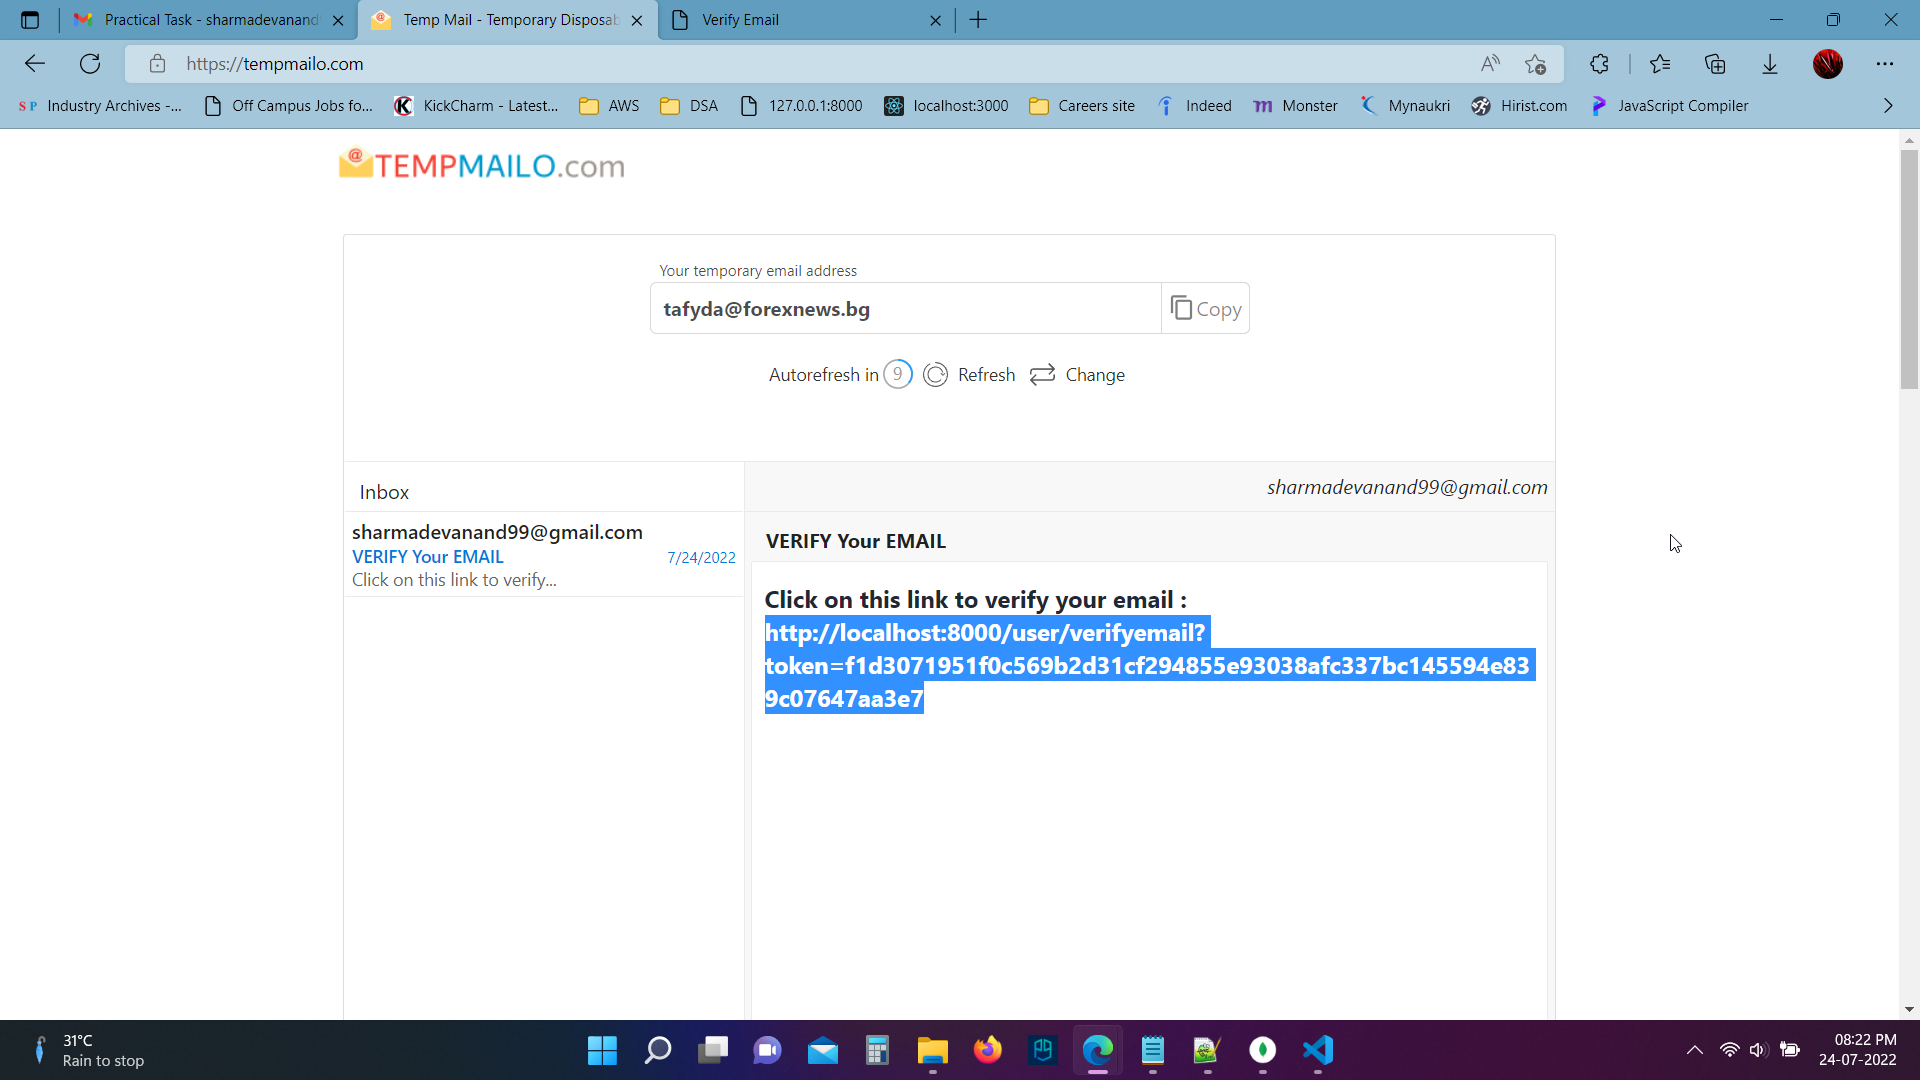 Practical Task - sharmadevanand
Temp Mail - Temporary Disposab
Verify Email
https://tempmailo.com
S P Industry Archives -...
Off Campus Jobs fo...
KickCharm - Latest...
AWS
DSA
127.0.0.1:8000
localhost:3000
Careers site
Indeed
Monster
Mynaukri
Hirist.com
JavaScript Compiler
TEMPMAILO.com
Your temporary email address
tafyda@forexnews.bg
Copy
Autorefresh in 9 Refresh Change
Inbox
sharmadevanand99@gmail.com
sharmadevanand99@gmail.com
VERIFY Your EMAIL 7/24/2022
Click on this link to verify...
VERIFY Your EMAIL
Click on this link to verify your email :
http://localhost:8000/user/verifyemail?
token=f1d3071951f0c569b2d31cf294855e93038afc337bc145594e83
9c07647aa3e7
31°C
Rain to stop
08:22 PM
24-07-2022